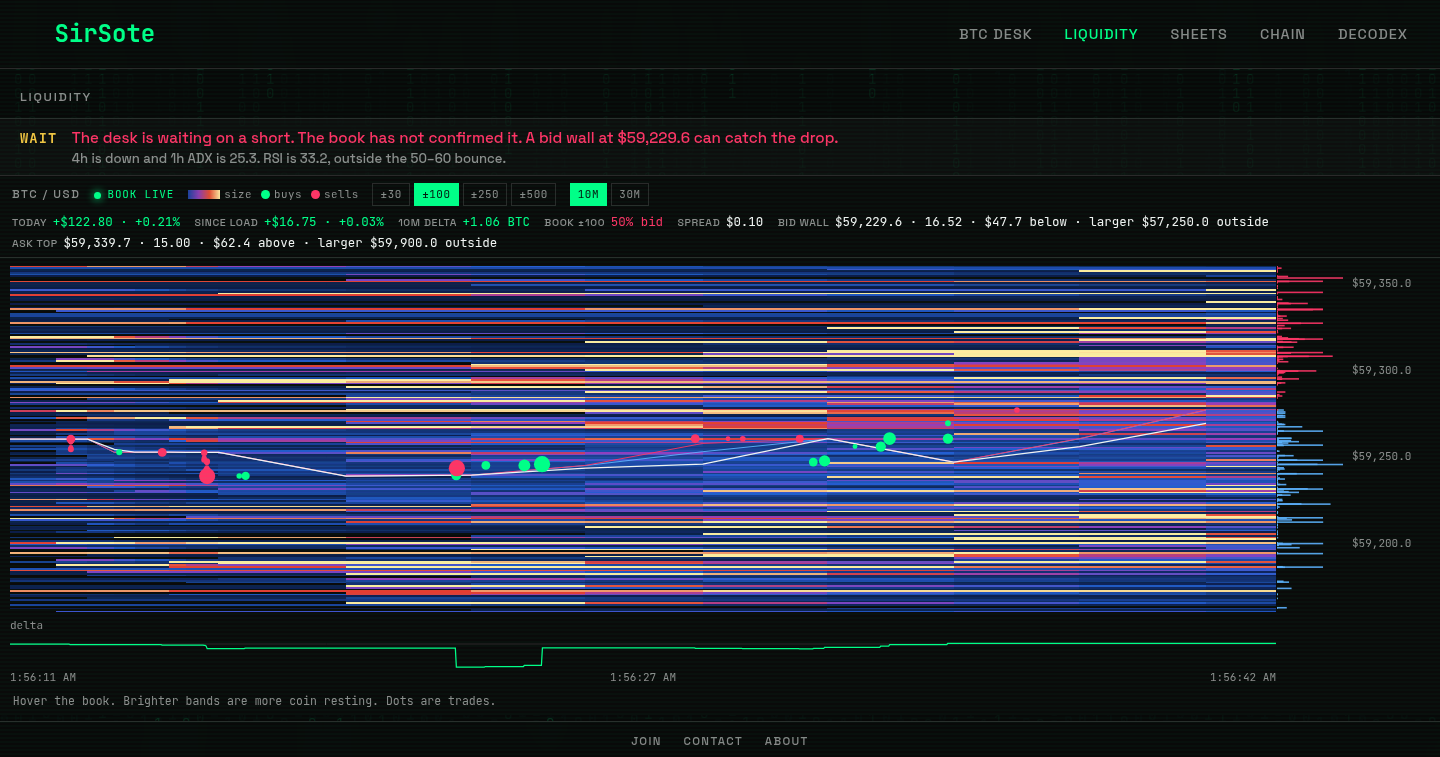 SirSote
BTC DESK LIQUIDITY SHEETS CHAIN DECODEX
LIQUIDITY
WAIT The desk is waiting on a short. The book has not confirmed it. A bid wall at $59,229.6 can catch the drop.
4h is down and 1h ADX is 25.3. RSI is 33.2, outside the 50–60 bounce.
BTC / USD BOOK LIVE size buys sells ±30 ±100 ±250 ±500 10M 30M
TODAY +$122.80 · +0.21% SINCE LOAD +$16.75 · +0.03% 10M DELTA +1.06 BTC BOOK ±100 50% bid SPREAD $0.10 BID WALL $59,229.6 · 16.52 · $47.7 below · larger $57,250.0 outside
ASK TOP $59,339.7 · 15.00 · $62.4 above · larger $59,900.0 outside
$59,350.0
$59,300.0
$59,250.0
$59,200.0
delta
1:56:11 AM 1:56:27 AM 1:56:42 AM
Hover the book. Brighter bands are more coin resting. Dots are trades.
JOIN CONTACT ABOUT